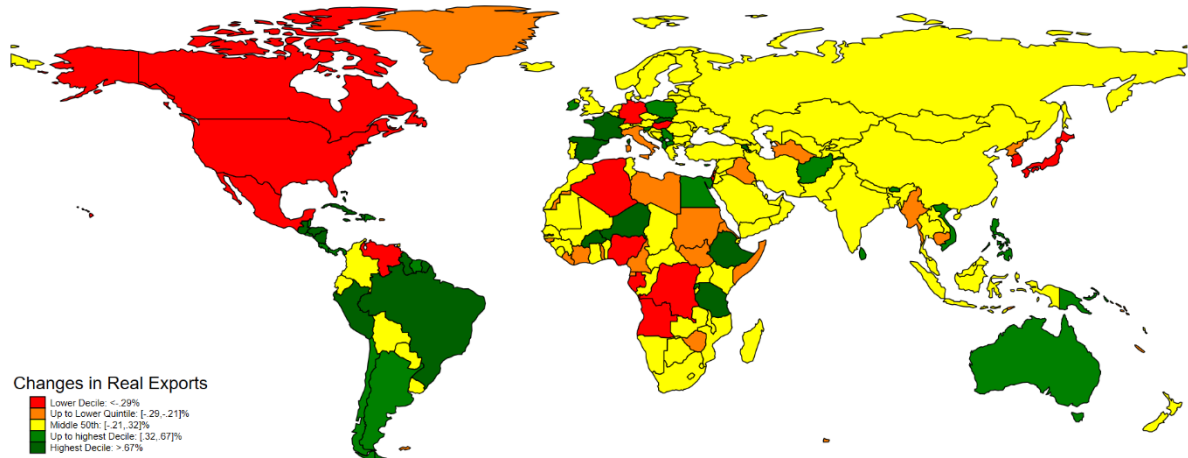 Changes in Real Exports
Lower Decile: <-.29%
Up to Lower Quintile: [-.29,-.21]%
Middle 50th: [-.21,.32]%
Up to highest Decile: [.32,.67]%
Highest Decile: >.67%